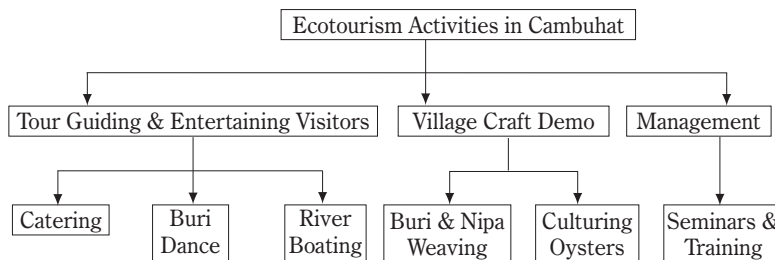 Ecotourism Activities in Cambuhat
Tour Guiding & Entertaining Visitors
Village Craft Demo
Management
Catering
Buri
Dance
River
Boating
Buri & Nipa
Weaving
Culturing
Oysters
Seminars &
Training